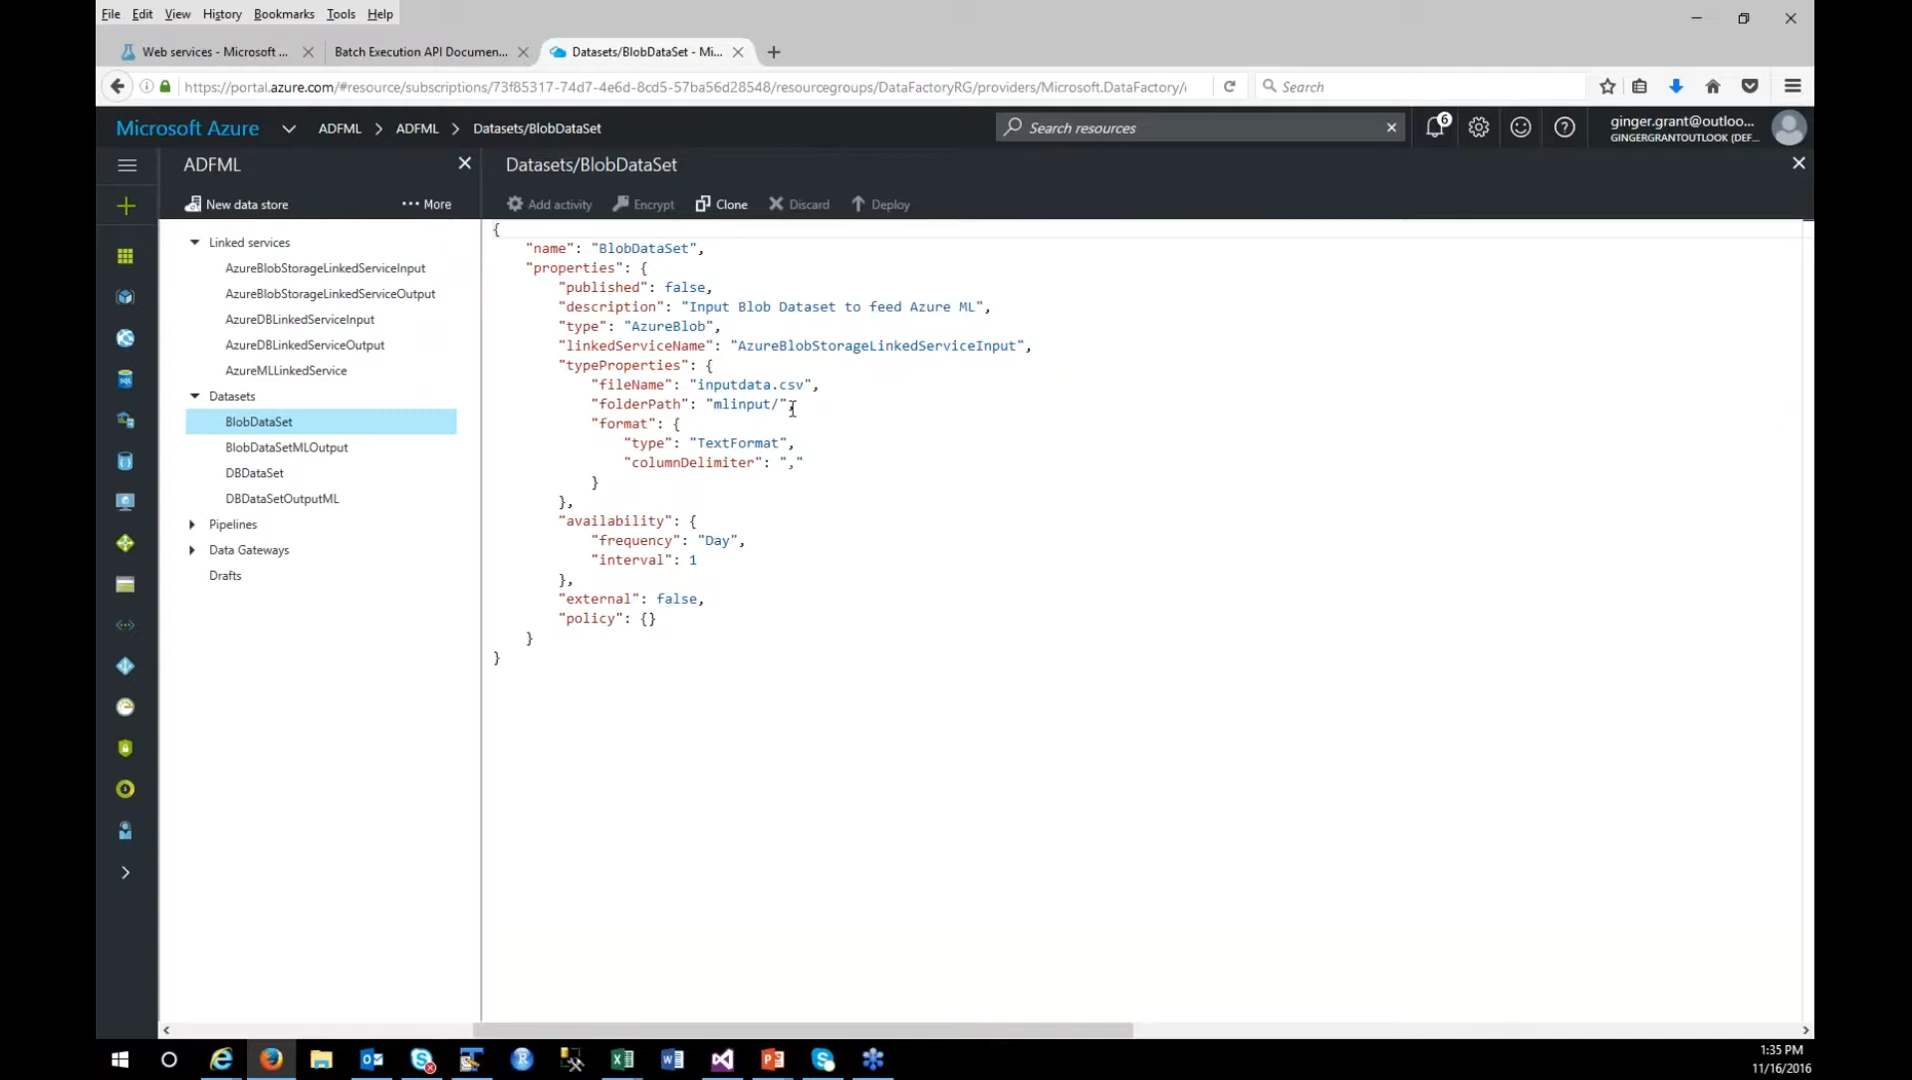 File Edit View History Bookmarks Tools Help
Web services - Microsoft ...
Batch Execution API Documen...
Datasets/BlobDataSet - Mi...
https://portal.azure.com/#resource/subscriptions/73f85317-74d7-4e6d-8cd5-57ba56d28548/resourcegroups/DataFactoryRG/providers/Microsoft.DataFactory/
Search
Microsoft Azure
ADFML > ADFML > Datasets/BlobDataSet
Search resources
6
ginger.grant@outloo...
GINGERGRANTOUTLOOK (DEF...
ADFML
New data store
... More
Linked services
AzureBlobStorageLinkedServiceInput
AzureBlobStorageLinkedServiceOutput
AzureDBLinkedServiceInput
AzureDBLinkedServiceOutput
AzureMLLinkedService
Datasets
BlobDataSet
BlobDataSetMLOutput
DBDataSet
DBDataSetOutputML
Pipelines
Data Gateways
Drafts
Datasets/BlobDataSet
Add activity Encrypt Clone Discard Deploy
{
"name": "BlobDataSet",
"properties": {
"published": false,
"description": "Input Blob Dataset to feed Azure ML",
"type": "AzureBlob",
"linkedServiceName": "AzureBlobStorageLinkedServiceInput",
"typeProperties": {
"fileName": "inputdata.csv",
"folderPath": "mlinput/",
"format": {
"type": "TextFormat",
"columnDelimiter": ","
}
},
"availability": {
"frequency": "Day",
"interval": 1
},
"external": false,
"policy": {}
}
}
1:35 PM
11/16/2016